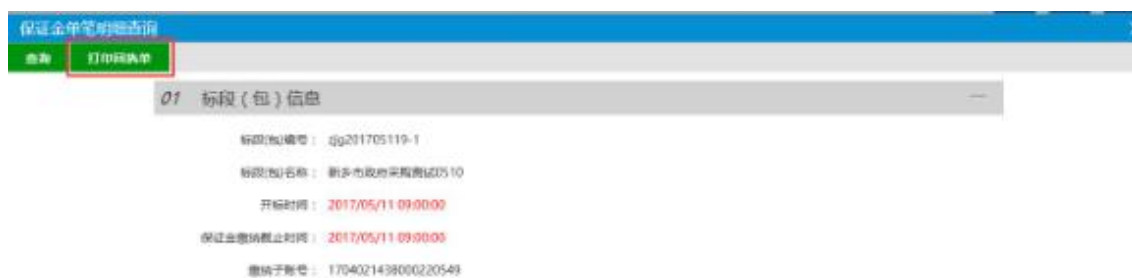 保证金单笔明细查询
查询 打印回执单
01 标段（包）信息
标段(包)编号： zjg201705119-1
标段(包)名称： 新乡市政府采购测试0510
开标时间： 2017/05/11 09:00:00
保证金缴纳截止时间： 2017/05/11 09:00:00
缴纳子账号： 1704021438000220549